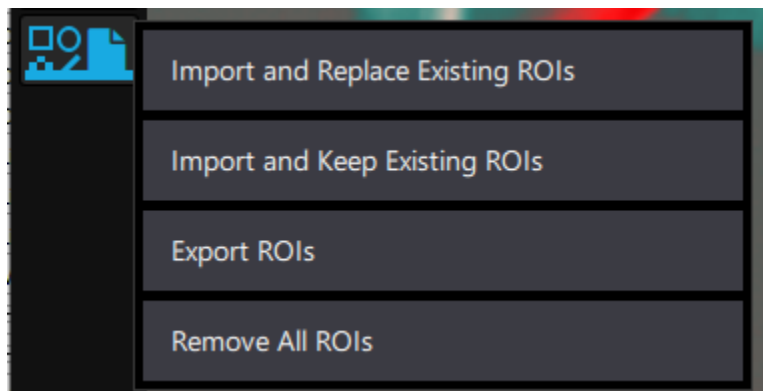 Import and Replace Existing ROIs
Import and Keep Existing ROIs
Export ROIs
Remove All ROIs